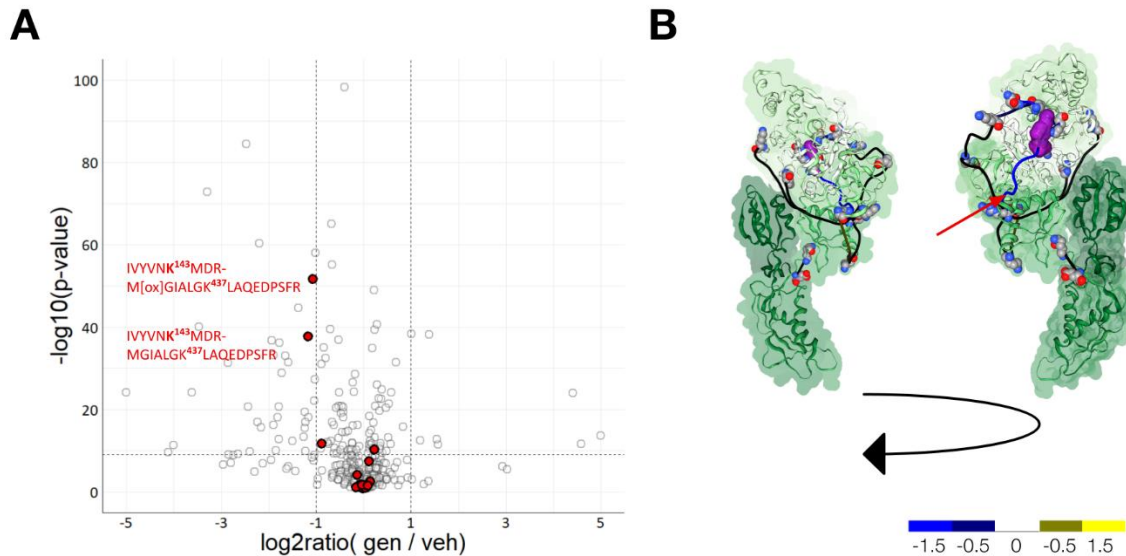 A
B
-log10(p-value)
100
80
60
40
20
0
IVYVNK¹⁴³MDR-
M[ox]GIALGK⁴³⁷LAQEDPSFR
IVYVNK¹⁴³MDR-
MGIALGK⁴³⁷LAQEDPSFR
-5 -3 -1 1 3 5
log2ratio( gen / veh)
-1.5 -0.5 0 -0.5 1.5